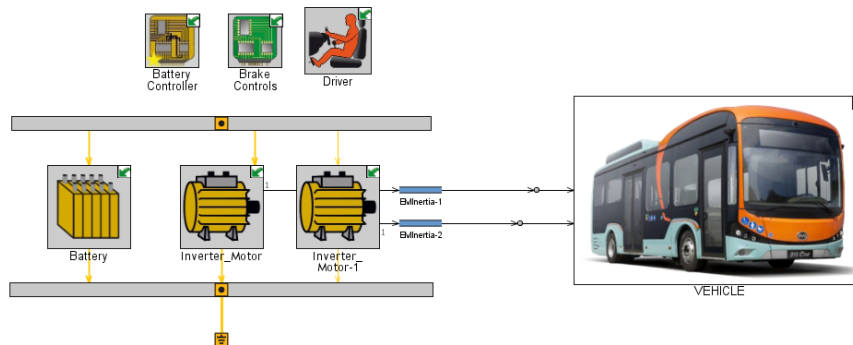 Battery
Controller
Brake
Controls
Driver
Battery
1
Inverter_Motor
Inverter_
Motor-1
1
EMInertia-1
EMInertia-2
VEHICLE